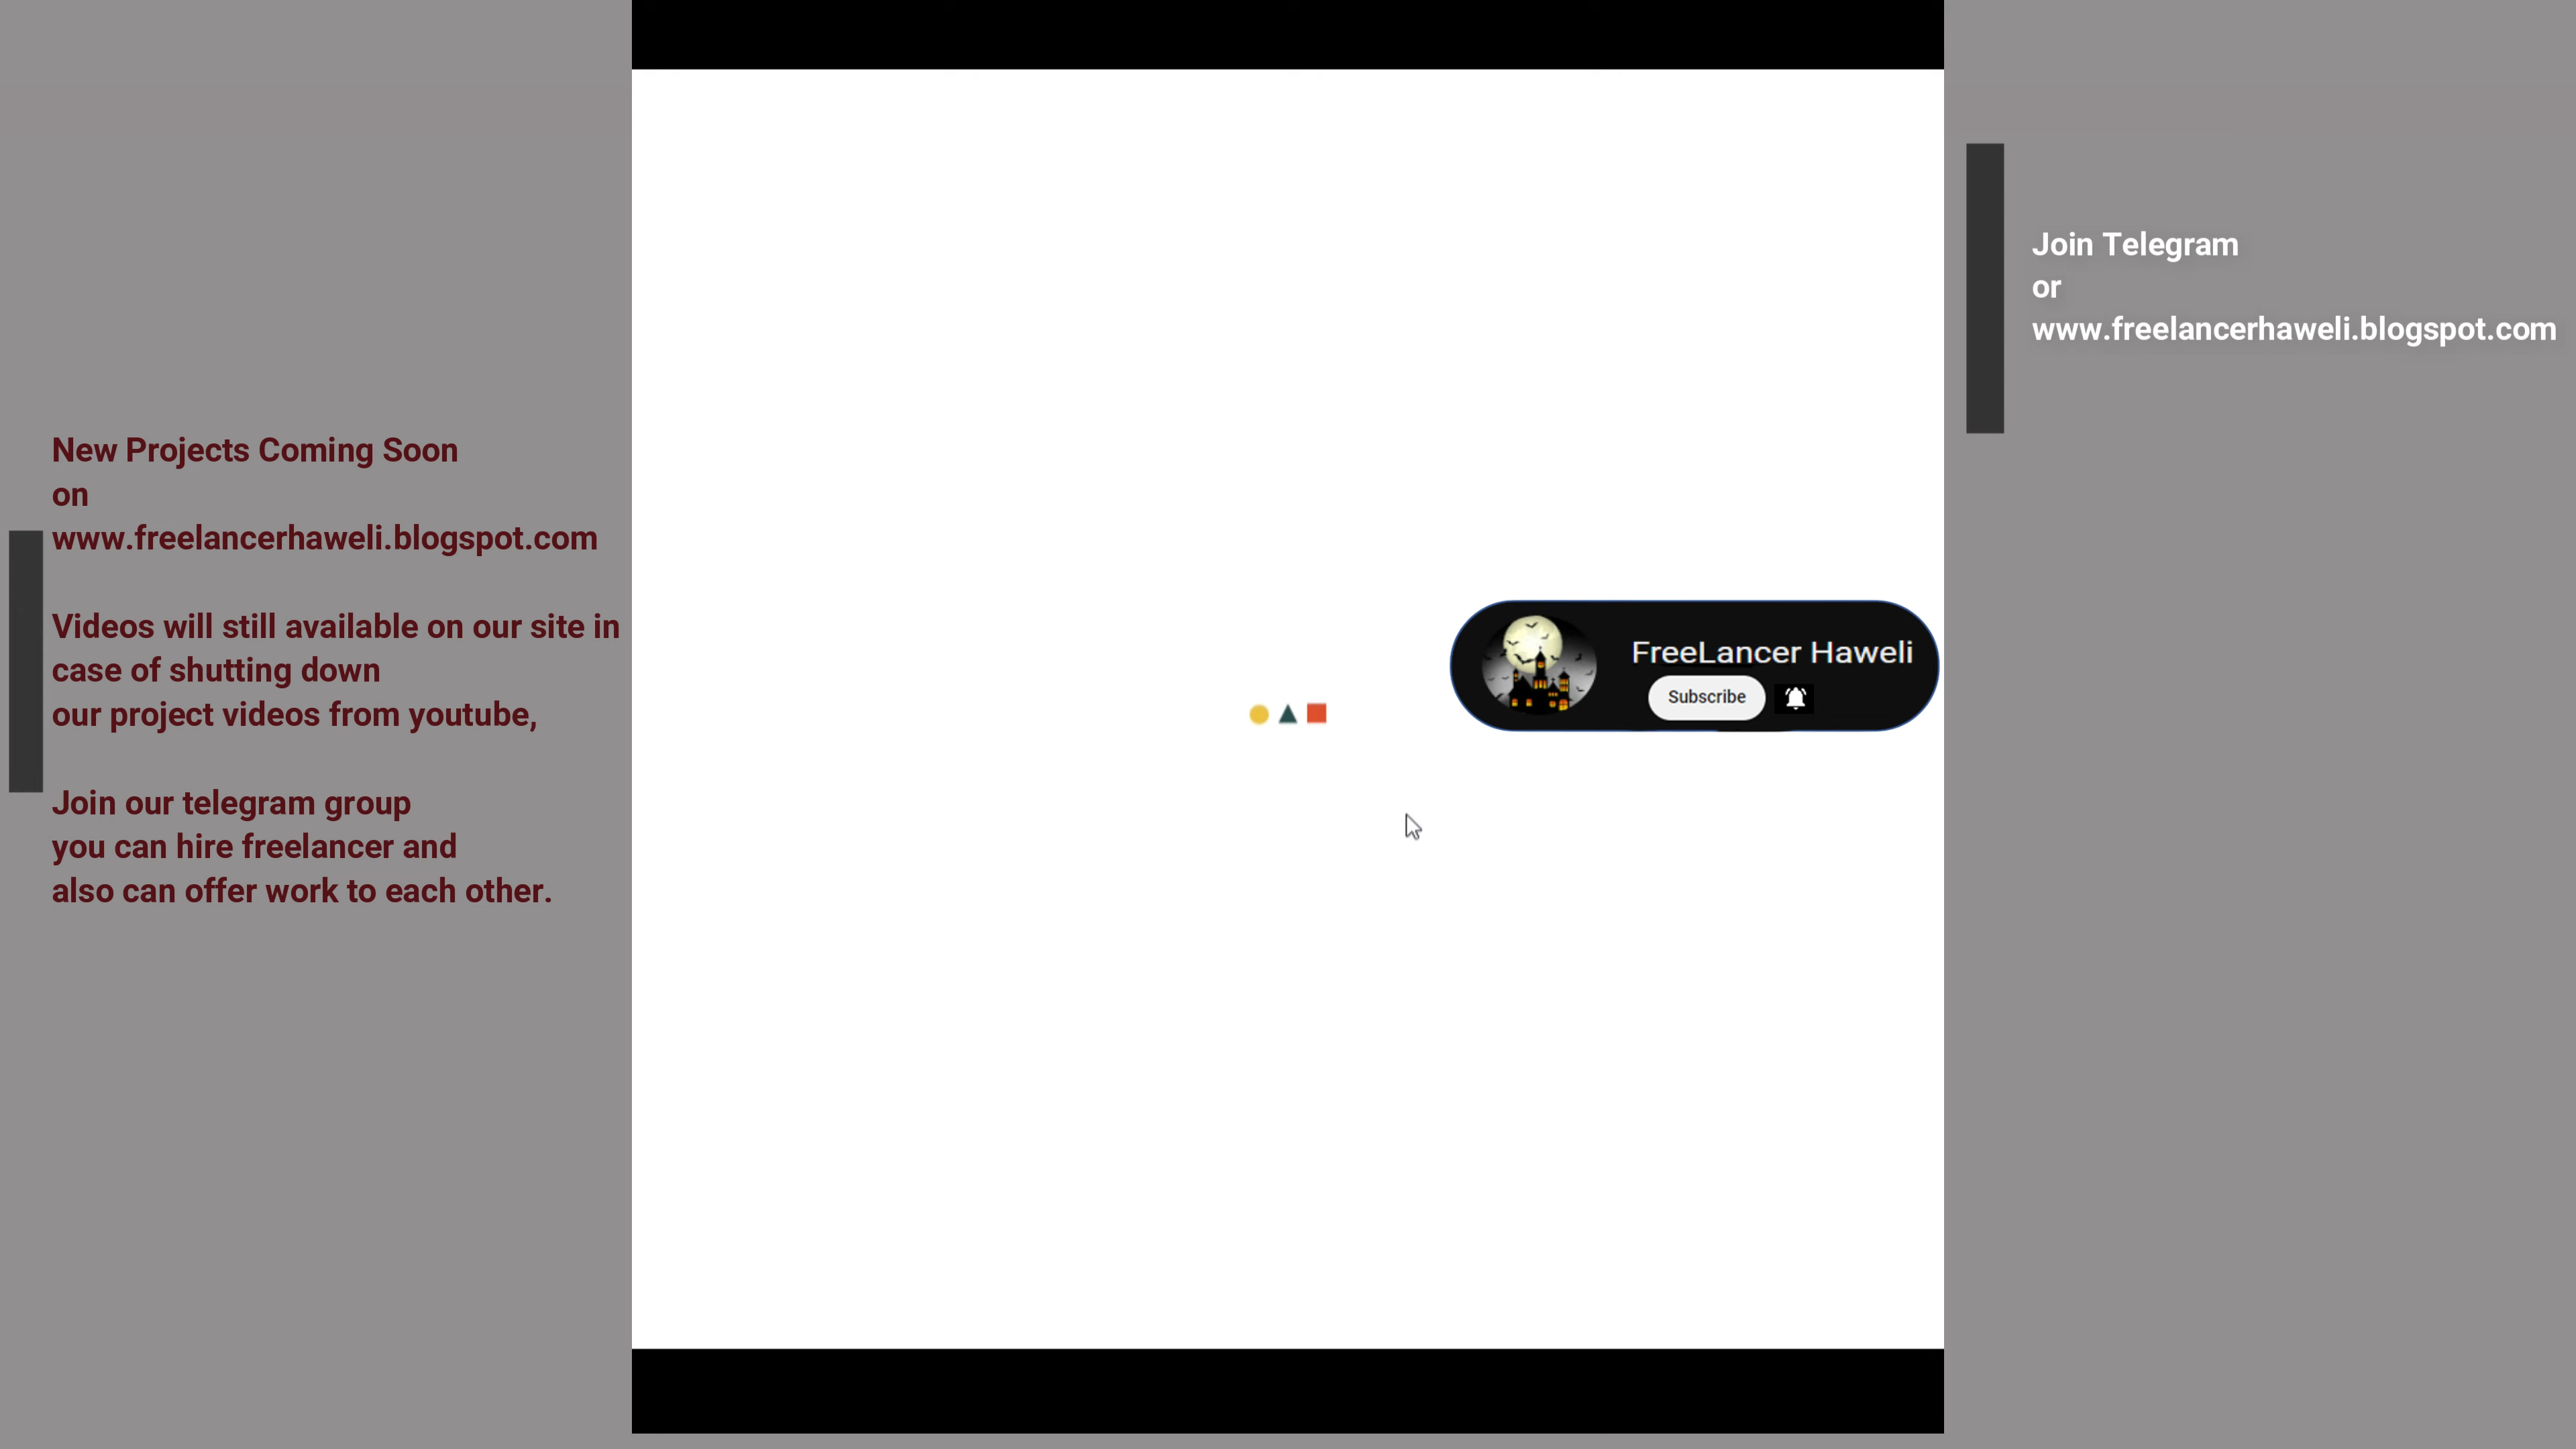 New Projects Coming Soon
on
www.freelancerhaweli.blogspot.com
Videos will still available on our site in
case of shutting down
our project videos from youtube,
Join our telegram group
you can hire freelancer and
also can offer work to each other.
FreeLancer Haweli
Subscribe
Join Telegram
or
www.freelancerhaweli.blogspot.com